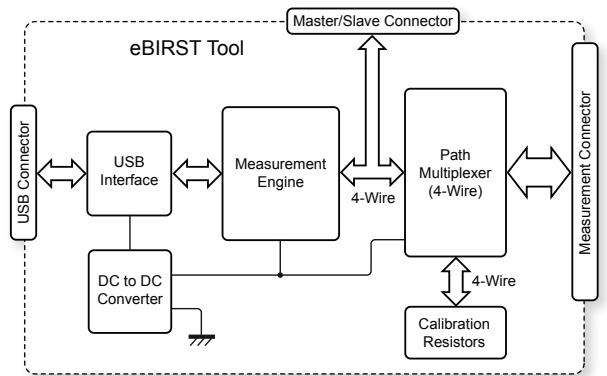 Master/Slave Connector
eBIRST Tool
USB Connector
USB
Interface
Measurement
Engine
4-Wire
Path
Multiplexer
(4-Wire)
Measurement Connector
DC to DC
Converter
4-Wire
Calibration
Resistors